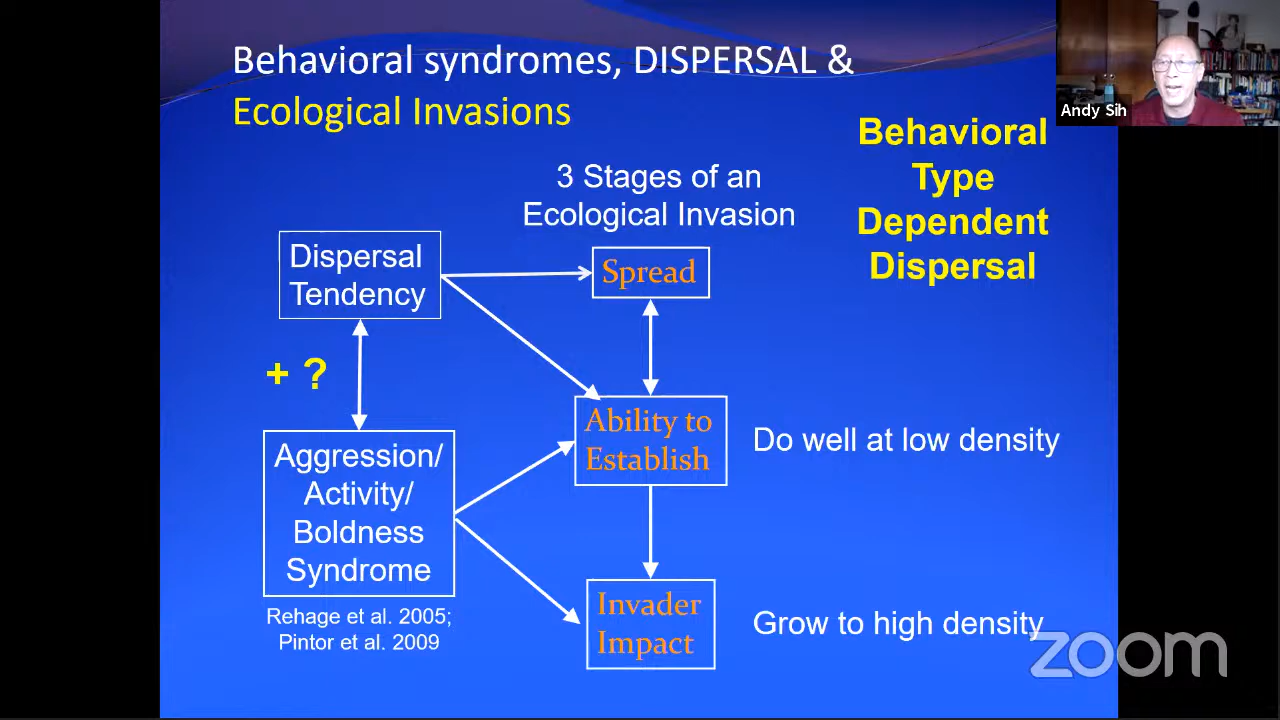 Behavioral syndromes, DISPERSAL &
Ecological Invasions
Andy Sih
Behavioral
Type
Dependent
Dispersal
3 Stages of an
Ecological Invasion
Dispersal
Tendency
Spread
+ ?
Ability to
Establish
Do well at low density
Aggression/
Activity/
Boldness
Syndrome
Rehage et al. 2005;
Pintor et al. 2009
Invader
Impact
Grow to high density
zoom